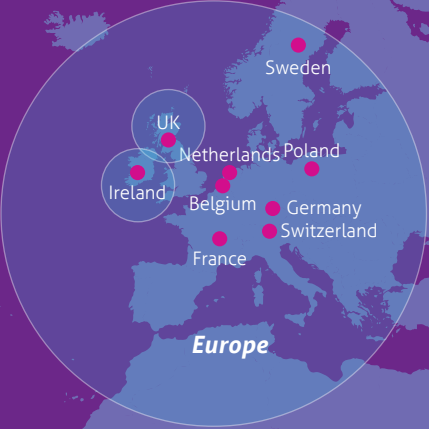 Sweden
UK
Netherlands
Poland
Ireland
Belgium
Germany
Switzerland
France
Europe